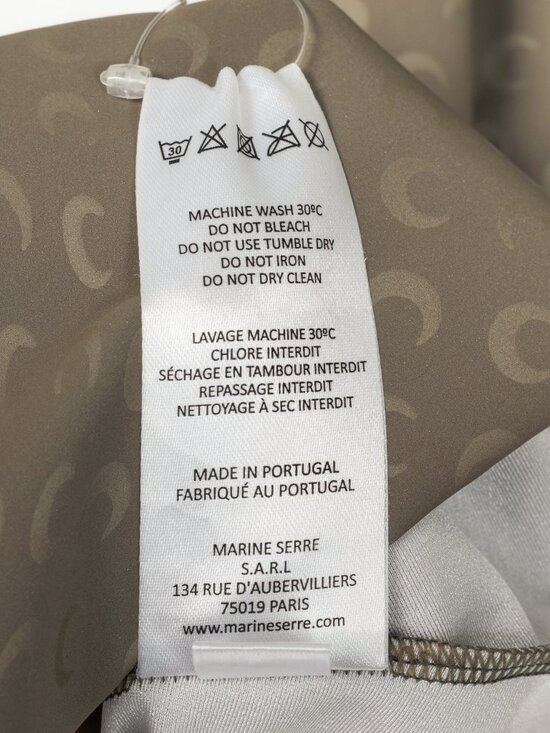 30
MACHINE WASH 30ºC
DO NOT BLEACH
DO NOT USE TUMBLE DRY
DO NOT IRON
DO NOT DRY CLEAN
LAVAGE MACHINE 30ºC
CHLORE INTERDIT
SÉCHAGE EN TAMBOUR INTERDIT
REPASSAGE INTERDIT
NETTOYAGE À SEC INTERDIT
MADE IN PORTUGAL
FABRIQUÉ AU PORTUGAL
MARINE SERRE
S.A.R.L
134 RUE D'AUBERVILLIERS
75019 PARIS
www.marineserre.com